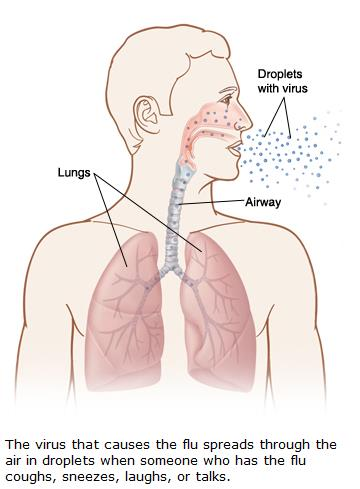 Droplets
with virus
Lungs
Airway
The virus that causes the flu spreads through the
air in droplets when someone who has the flu
coughs, sneezes, laughs, or talks.